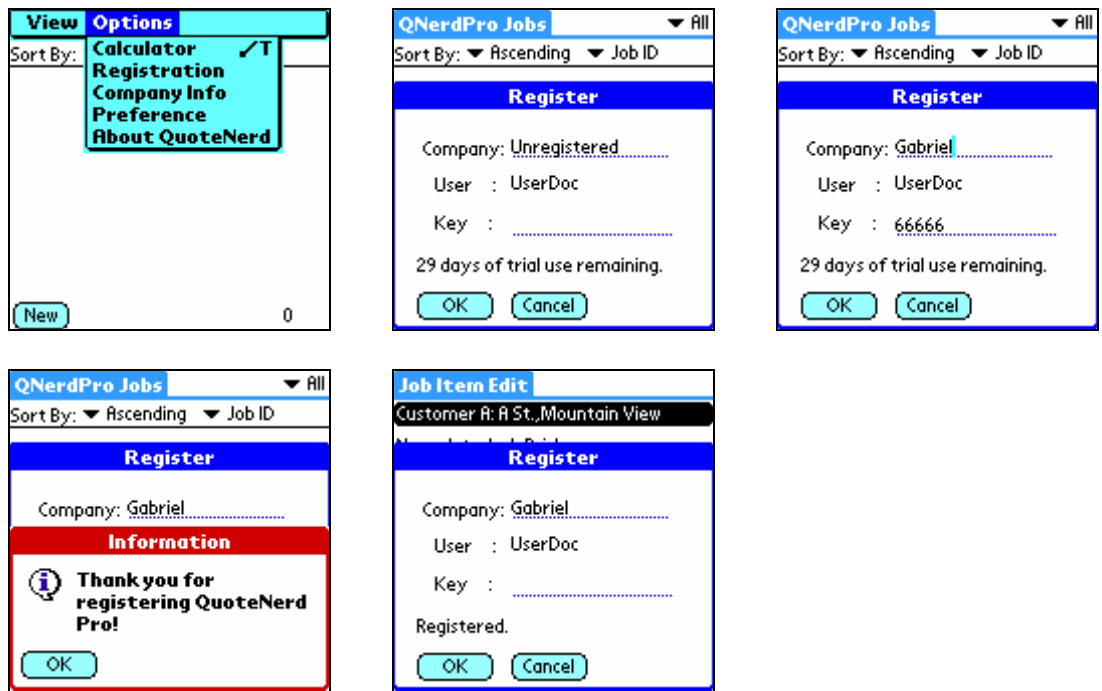 View Options
Sort By:
Calculator /T
Registration
Company Info
Preference
About QuoteNerd
New 0
QNerdPro Jobs All
Sort By: Ascending Job ID
Register
Company: Unregistered
User : UserDoc
Key :
29 days of trial use remaining.
OK Cancel
QNerdPro Jobs All
Sort By: Ascending Job ID
Register
Company: Gabriel
User : UserDoc
Key : 66666
29 days of trial use remaining.
OK Cancel
QNerdPro Jobs All
Sort By: Ascending Job ID
Register
Company: Gabriel
Information
Thank you for
registering QuoteNerd
Pro!
OK
Job Item Edit
Customer A: A St.,Mountain View
Register
Company: Gabriel
User : UserDoc
Key :
Registered.
OK Cancel